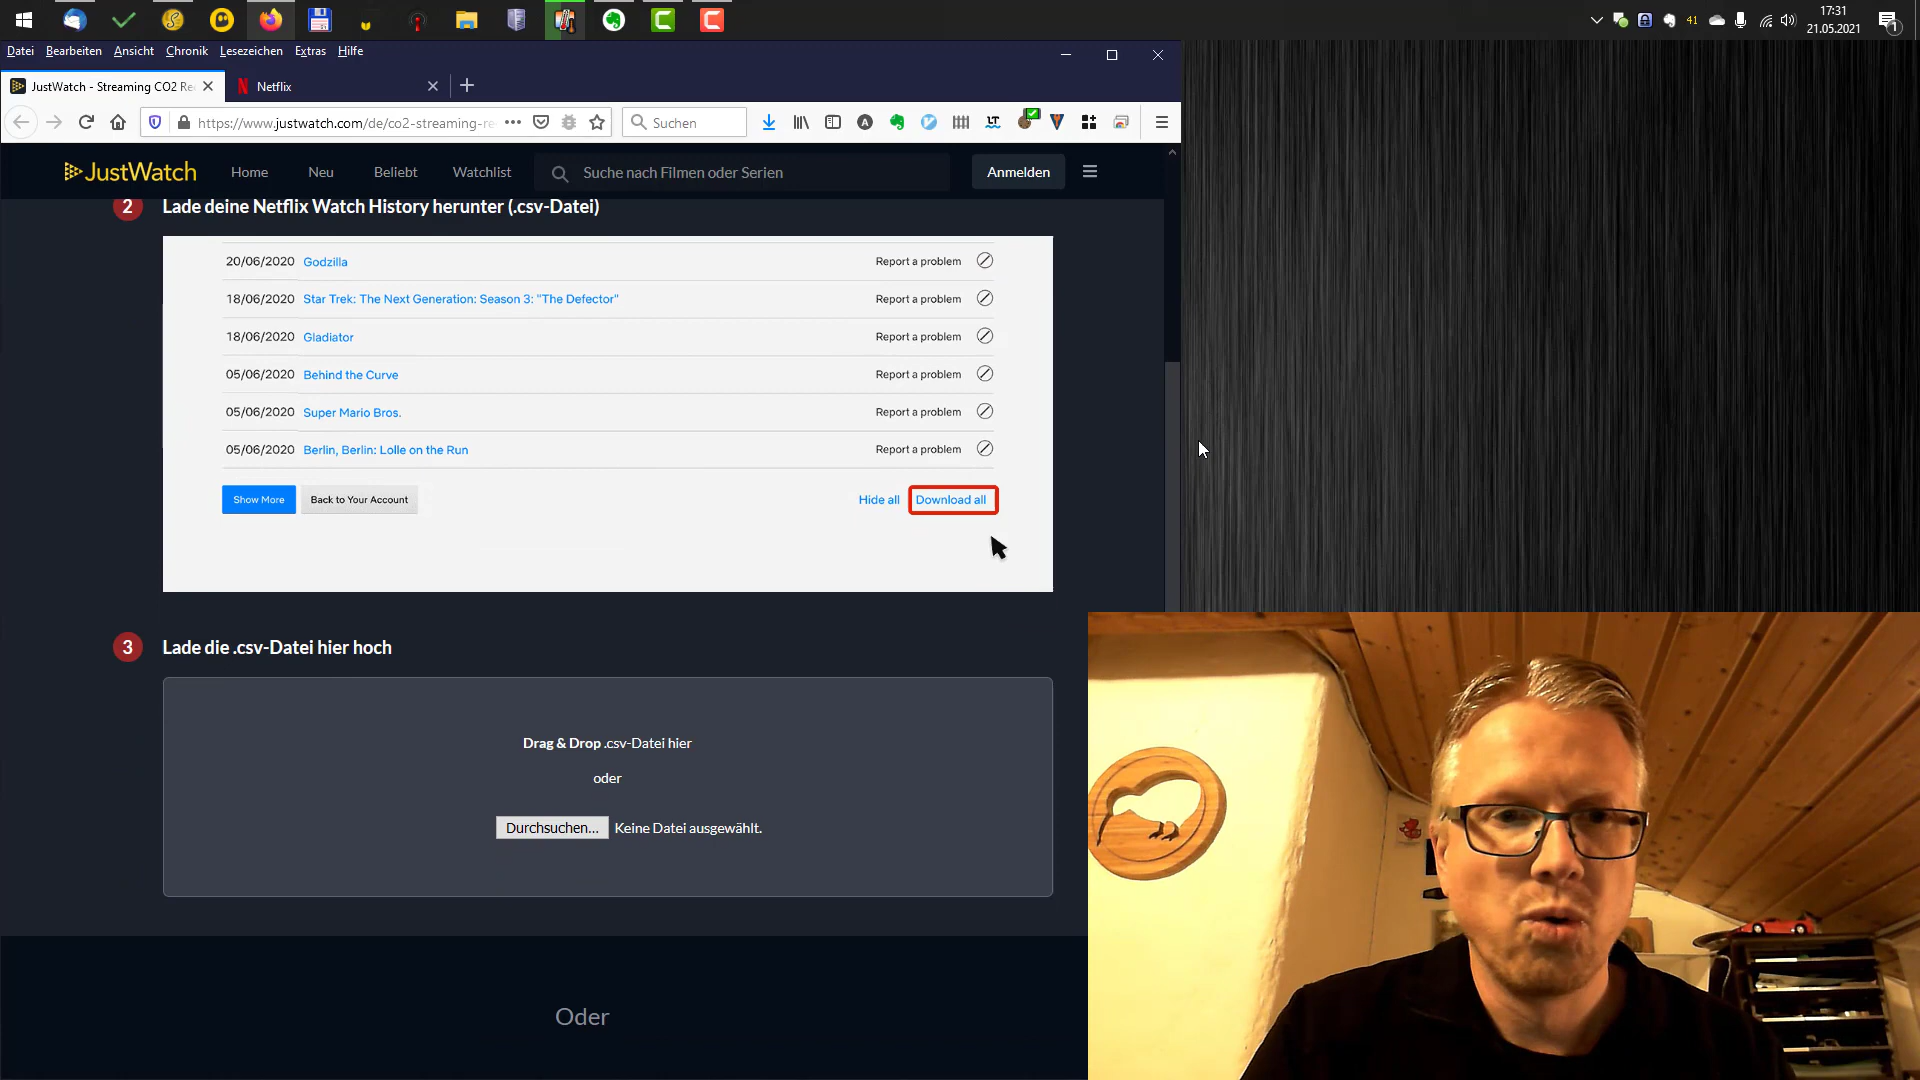 17:31
41
21.05.2021
1
Datei Bearbeiten Ansicht Chronik Lesezeichen Extras Hilfe
JustWatch - Streaming CO2 Re
Netflix
https://www.justwatch.com/de/co2-streaming-re
Suchen
JustWatch
Home
Neu
Beliebt
Watchlist
Suche nach Filmen oder Serien
Anmelden
2 Lade deine Netflix Watch History herunter (.csv-Datei)
20/06/2020 Godzilla Report a problem
18/06/2020 Star Trek: The Next Generation: Season 3: "The Defector" Report a problem
18/06/2020 Gladiator Report a problem
05/06/2020 Behind the Curve Report a problem
05/06/2020 Super Mario Bros. Report a problem
05/06/2020 Berlin, Berlin: Lolle on the Run Report a problem
Show More Back to Your Account Hide all Download all
3 Lade die .csv-Datei hier hoch
Drag & Drop .csv-Datei hier
oder
Durchsuchen... Keine Datei ausgewählt.
Oder